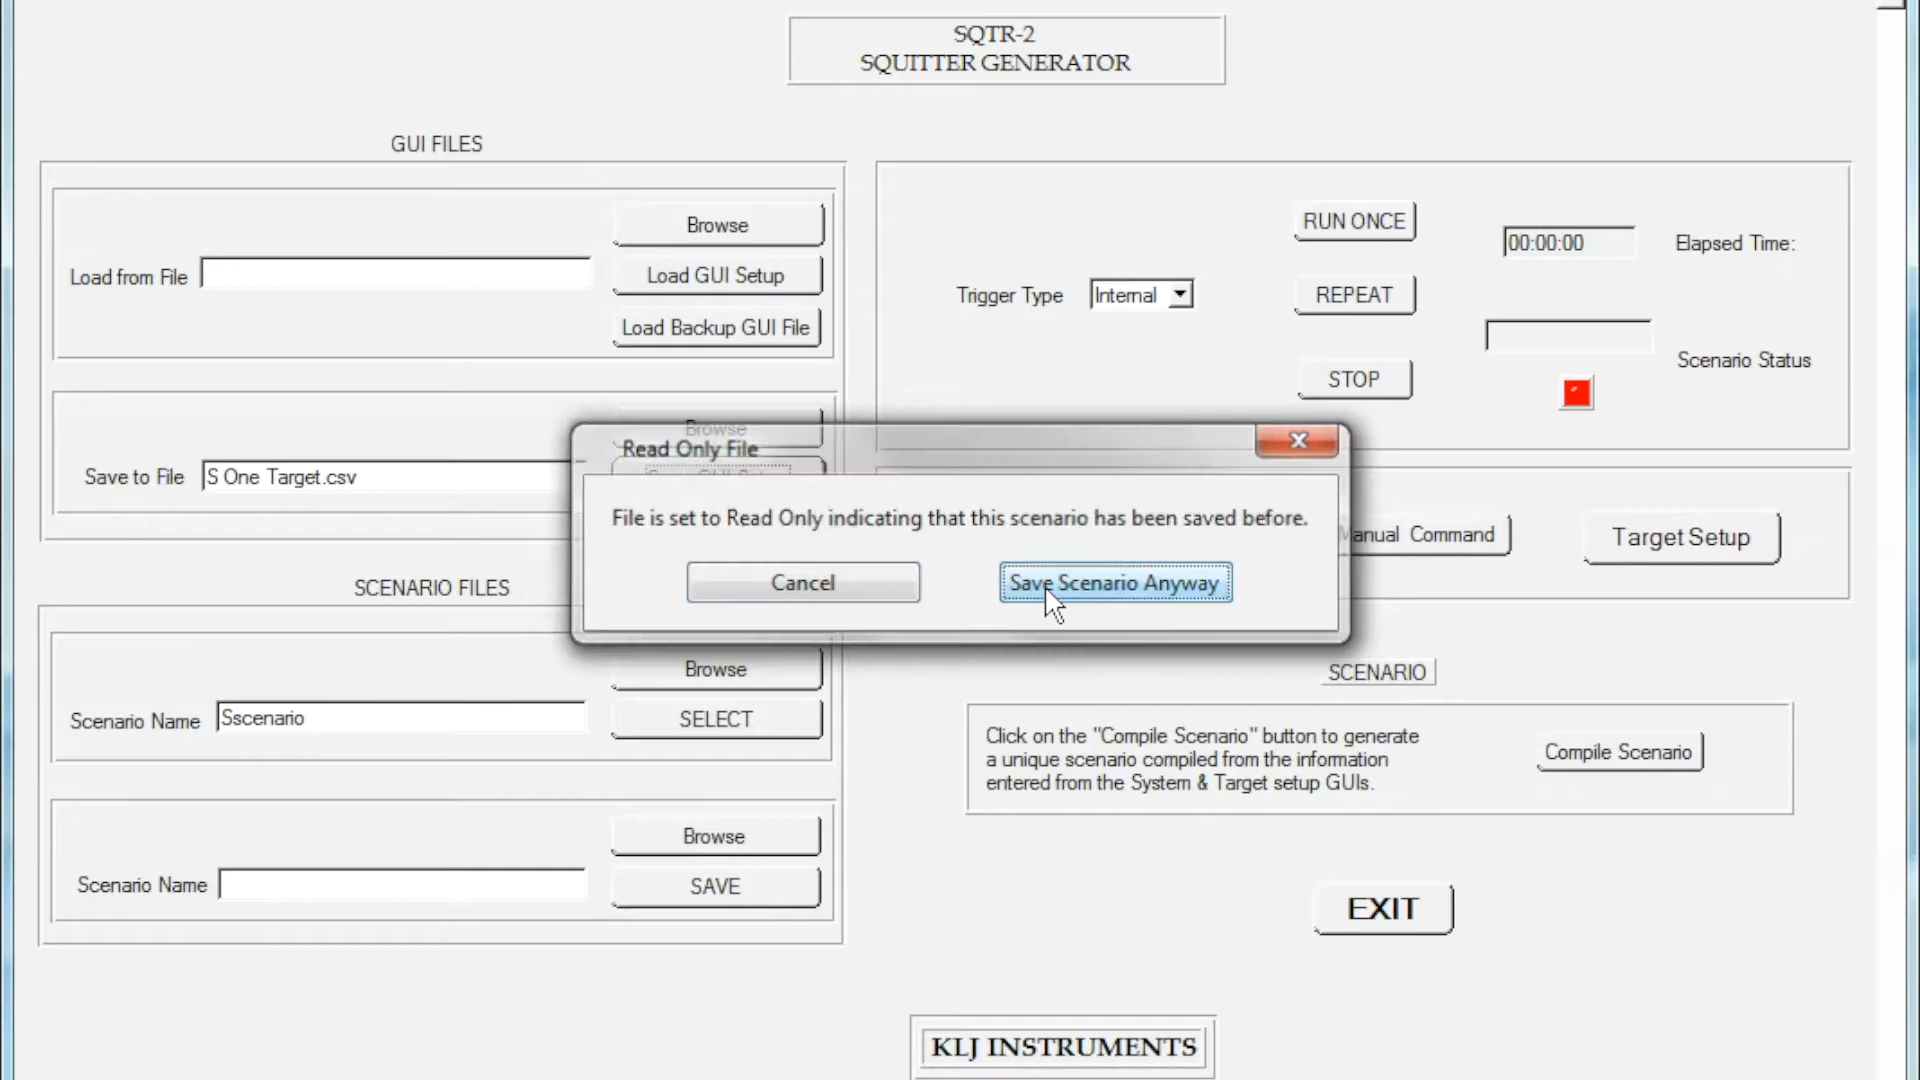 SQTR-2
SQUITTER GENERATOR
GUI FILES
Browse
Load from File
Load GUI Setup
Load Backup GUI File
Browse
Save to File
S One Target.csv
RUN ONCE
00:00:00
Elapsed Time:
Trigger Type
Internal
REPEAT
Scenario Status
STOP
Read Only File
File is set to Read Only indicating that this scenario has been saved before.
Cancel
Save Scenario Anyway
anual Command
Target Setup
SCENARIO FILES
Browse
Scenario Name
Sscenario
SELECT
Browse
Scenario Name
SAVE
SCENARIO
Click on the "Compile Scenario" button to generate
a unique scenario compiled from the information
entered from the System & Target setup GUIs.
Compile Scenario
EXIT
KLJ INSTRUMENTS